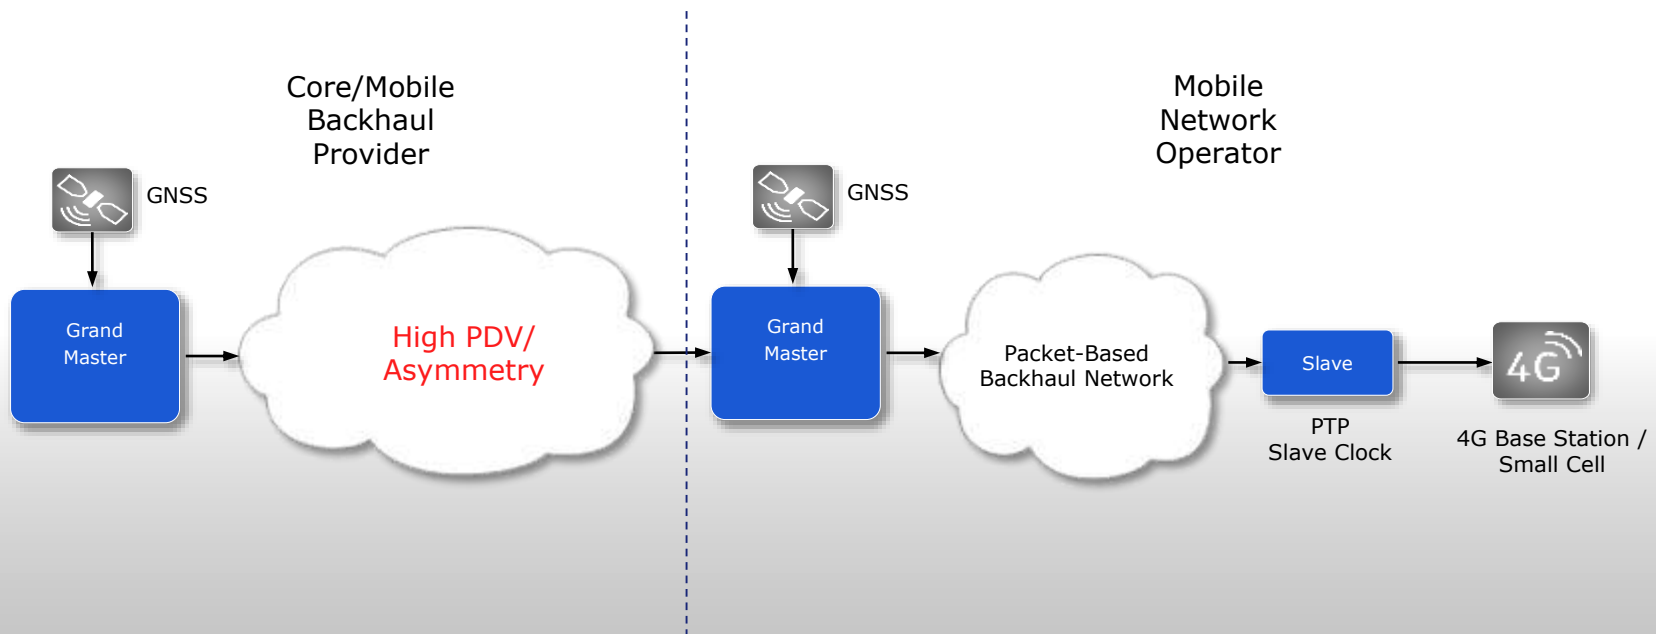 Core/Mobile
Backhaul
Provider
Mobile
Network
Operator
GNSS
GNSS
Grand
Master
High PDV/
Asymmetry
Grand
Master
Packet-Based
Backhaul Network
Slave
4G
PTP
Slave Clock
4G Base Station /
Small Cell